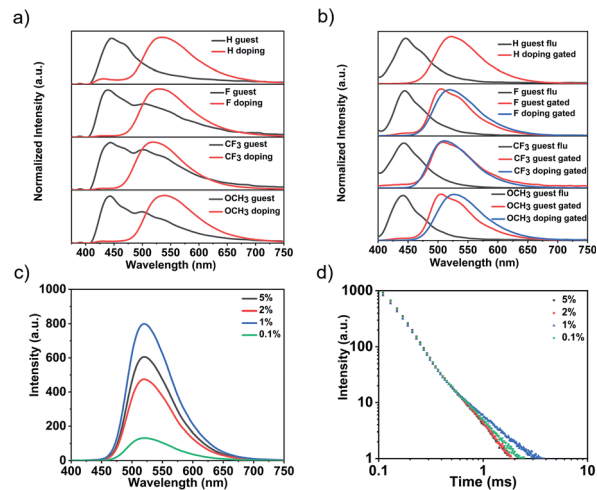 a)
Normalized Intensity (a.u.)
H guest
H doping
F guest
F doping
CF3 guest
CF3 doping
OCH3 guest
OCH3 doping
400 450 500 550 600 650 700 750
Wavelength (nm)
b)
Normalized Intensity (a.u.)
H guest flu
H doping gated
F guest flu
F guest gated
F doping gated
CF3 guest flu
CF3 guest gated
CF3 doping gated
OCH3 guest flu
OCH3 guest gated
OCH3 doping gated
400 450 500 550 600 650 700 750
Wavelength (nm)
c)
Intensity (a.u.)
1000
800
600
400
200
0
5%
2%
1%
0.1%
400 450 500 550 600 650 700 750
Wavelength (nm)
d)
Intensity (a.u.)
1000
100
10
1
5%
2%
1%
0.1%
0.1 1 10
Time (ms)